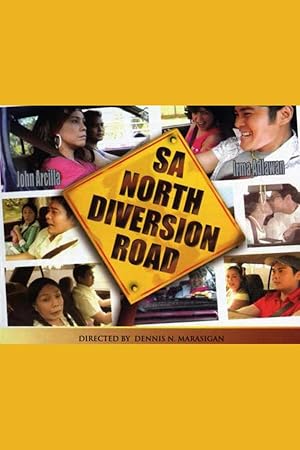 John Arcilla
Irma Adlawan
SA
NORTH
DIVERSION
ROAD
DIRECTED BY DENNIS N. MARASIGAN